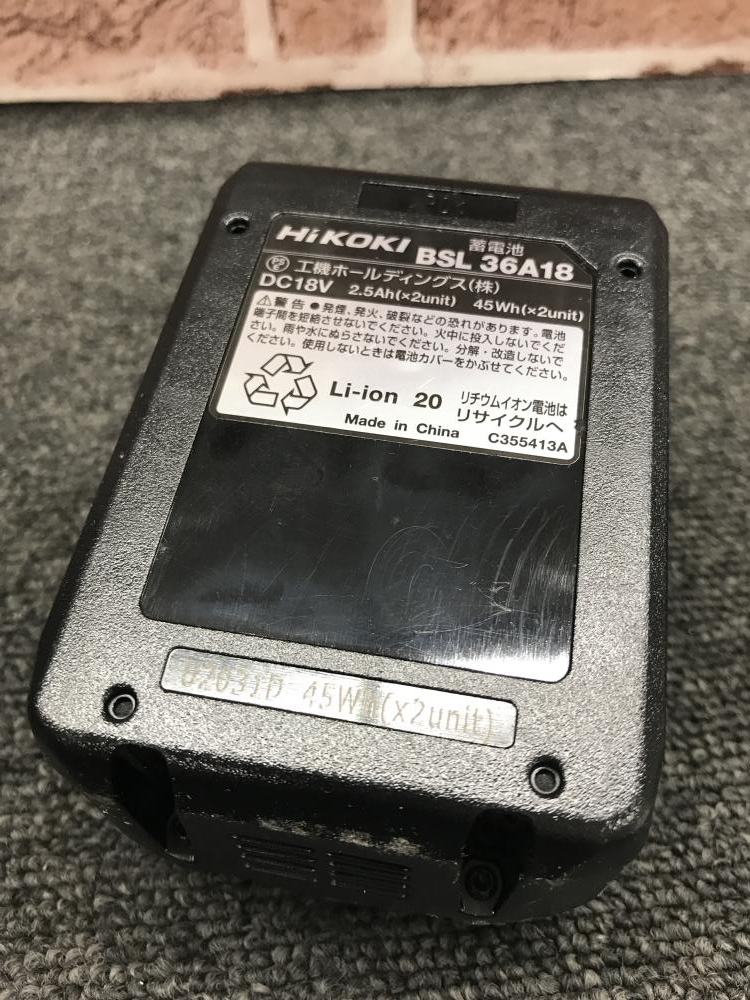 HiKOKI 蓄電池
BSL 36A18
PSE 工機ホールディングス(株)
DC18V 2.5Ah(×2unit) 45Wh(×2unit)
⚠警告 ●発煙、発火、破裂などの恐れがあります。電池
端子間を短絡させないでください。火中に投入しないでくだ
さい。雨や水にぬらさないでください。分解・改造しないで
ください。使用しないときは電池カバーをかぶせてください。
Li-ion 20 リチウムイオン電池は
リサイクルへ
Made in China C355413A
02031D 45Wh(x2unit)